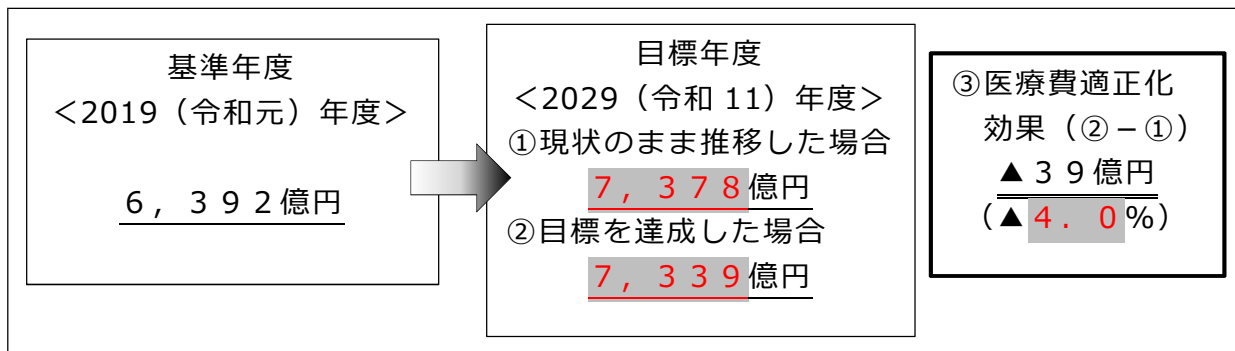 基準年度
＜2019（令和元）年度＞
６，３９２億円
目標年度
＜2029（令和 11）年度＞
①現状のまま推移した場合
７，３７８億円
②目標を達成した場合
７，３３９億円
③医療費適正化
効果（②－①）
▲３９億円
（▲４．０％）